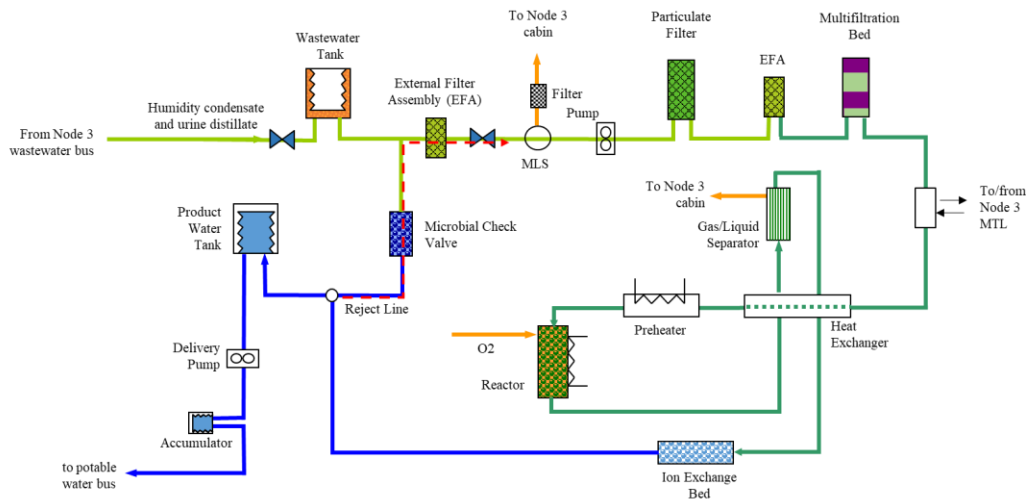 To Node 3
cabin
Particulate
Filter
Multifiltration
Bed
Wastewater
Tank
External Filter
Assembly (EFA)
Filter
EFA
Pump
Humidity condensate
and urine distillate
From Node 3
wastewater bus
MLS
To Node 3
cabin
Gas/Liquid
Separator
To/from
Node 3
MTL
Product
Water
Tank
Microbial Check
Valve
Reject Line
Preheater
Heat
Exchanger
O2
Reactor
Delivery
Pump
Accumulator
to potable
water bus
Ion Exchange
Bed